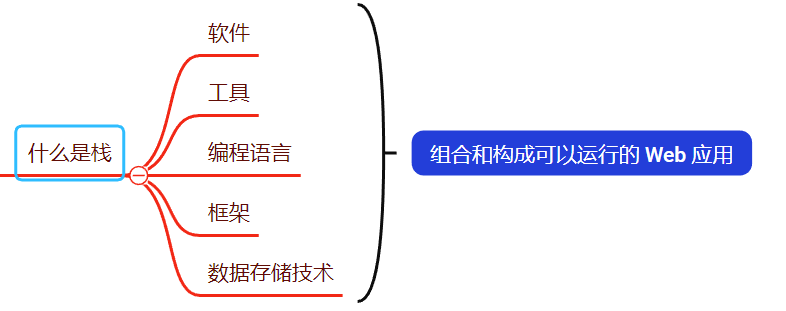 软件
工具
什么是栈
编程语言
组合和构成可以运行的 Web 应用
框架
数据存储技术